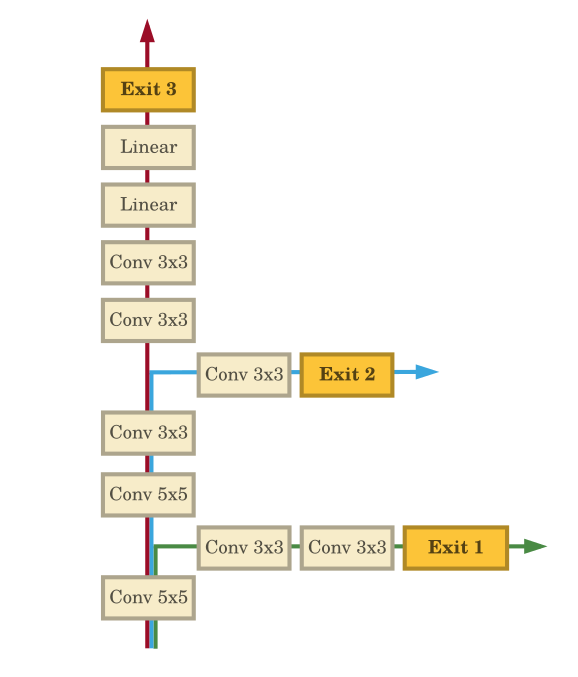 Exit 3
Linear
Linear
Conv 3x3
Conv 3x3
Conv 3x3
Exit 2
Conv 3x3
Conv 5x5
Conv 3x3
Conv 3x3
Exit 1
Conv 5x5